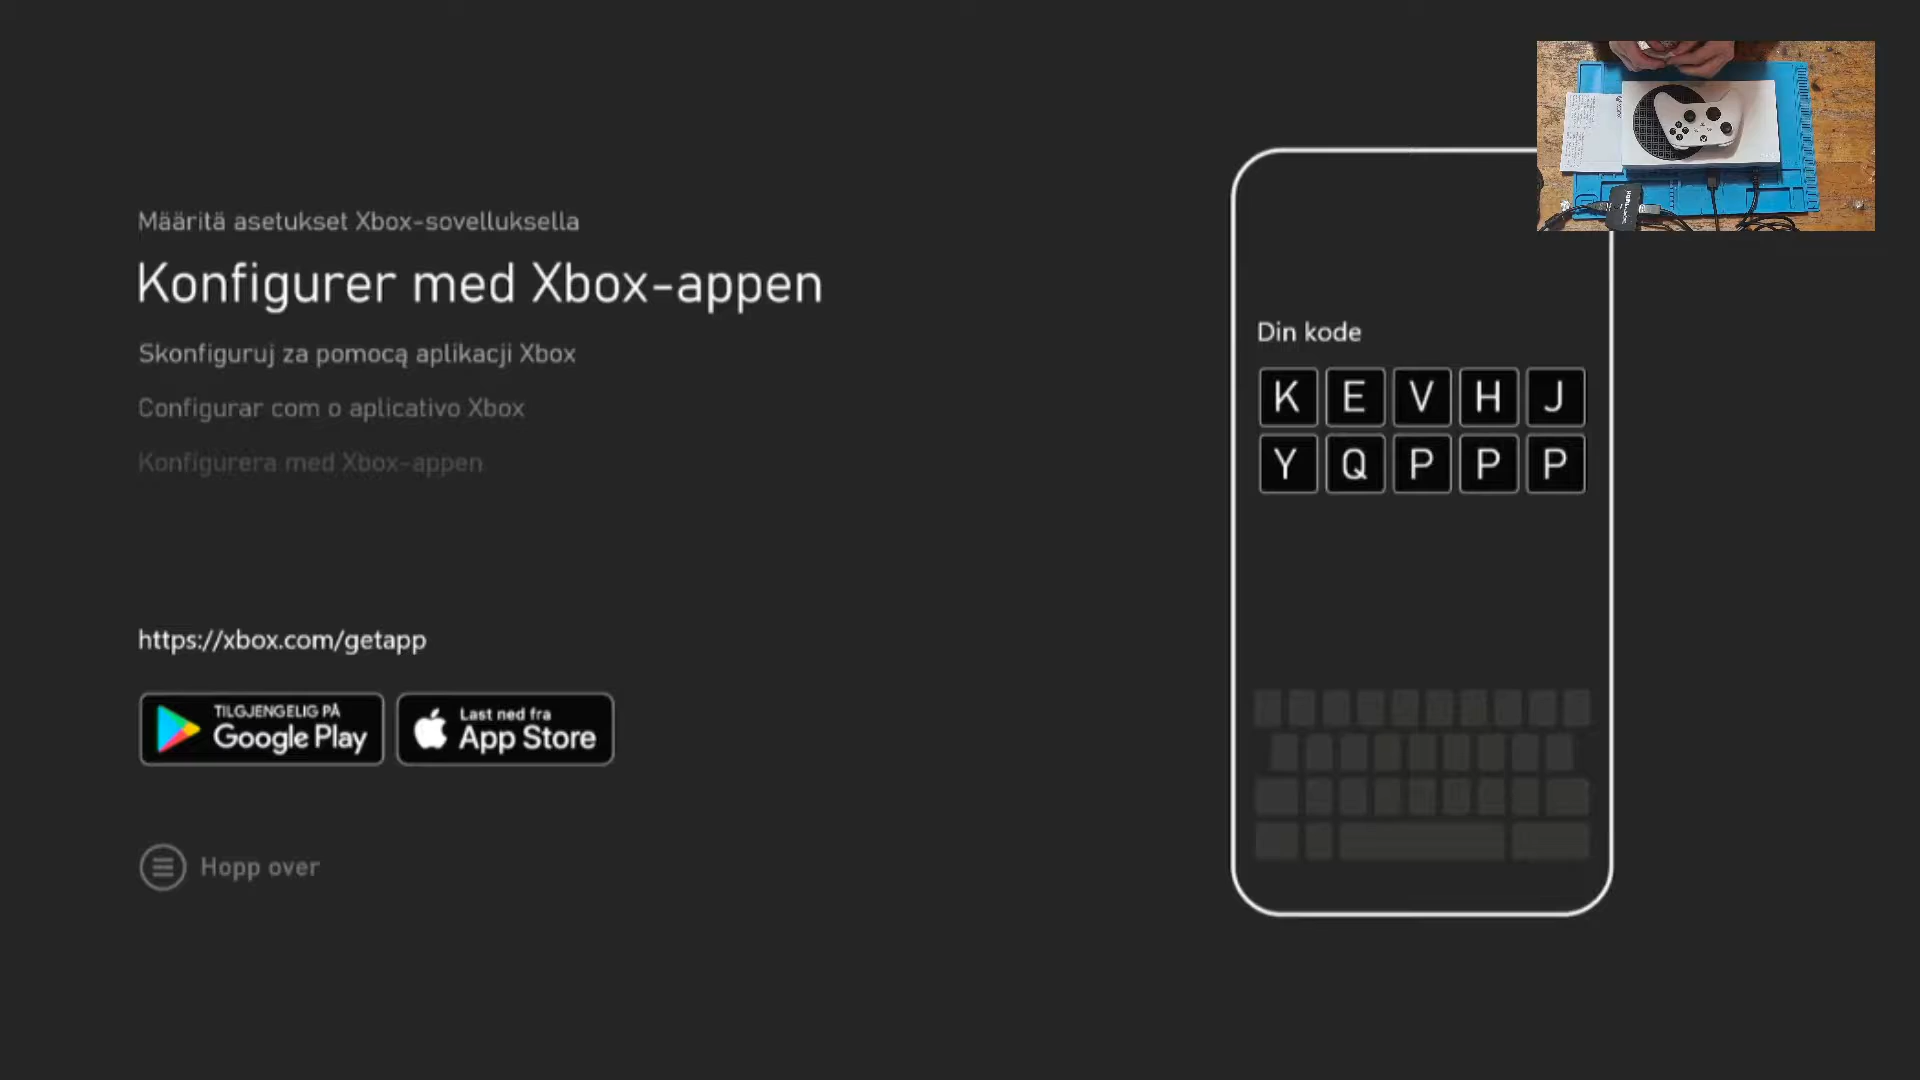 Määritä asetukset Xbox-sovelluksella
Konfigurer med Xbox-appen
Skonfiguruj za pomocą aplikacji Xbox
Configurar com o aplicativo Xbox
Konfigurera med Xbox-appen
https://xbox.com/getapp
TILGJENGELIG PÅ
Google Play
Last ned fra
App Store
Hopp over
Din kode
K E V H J
Y Q P P P